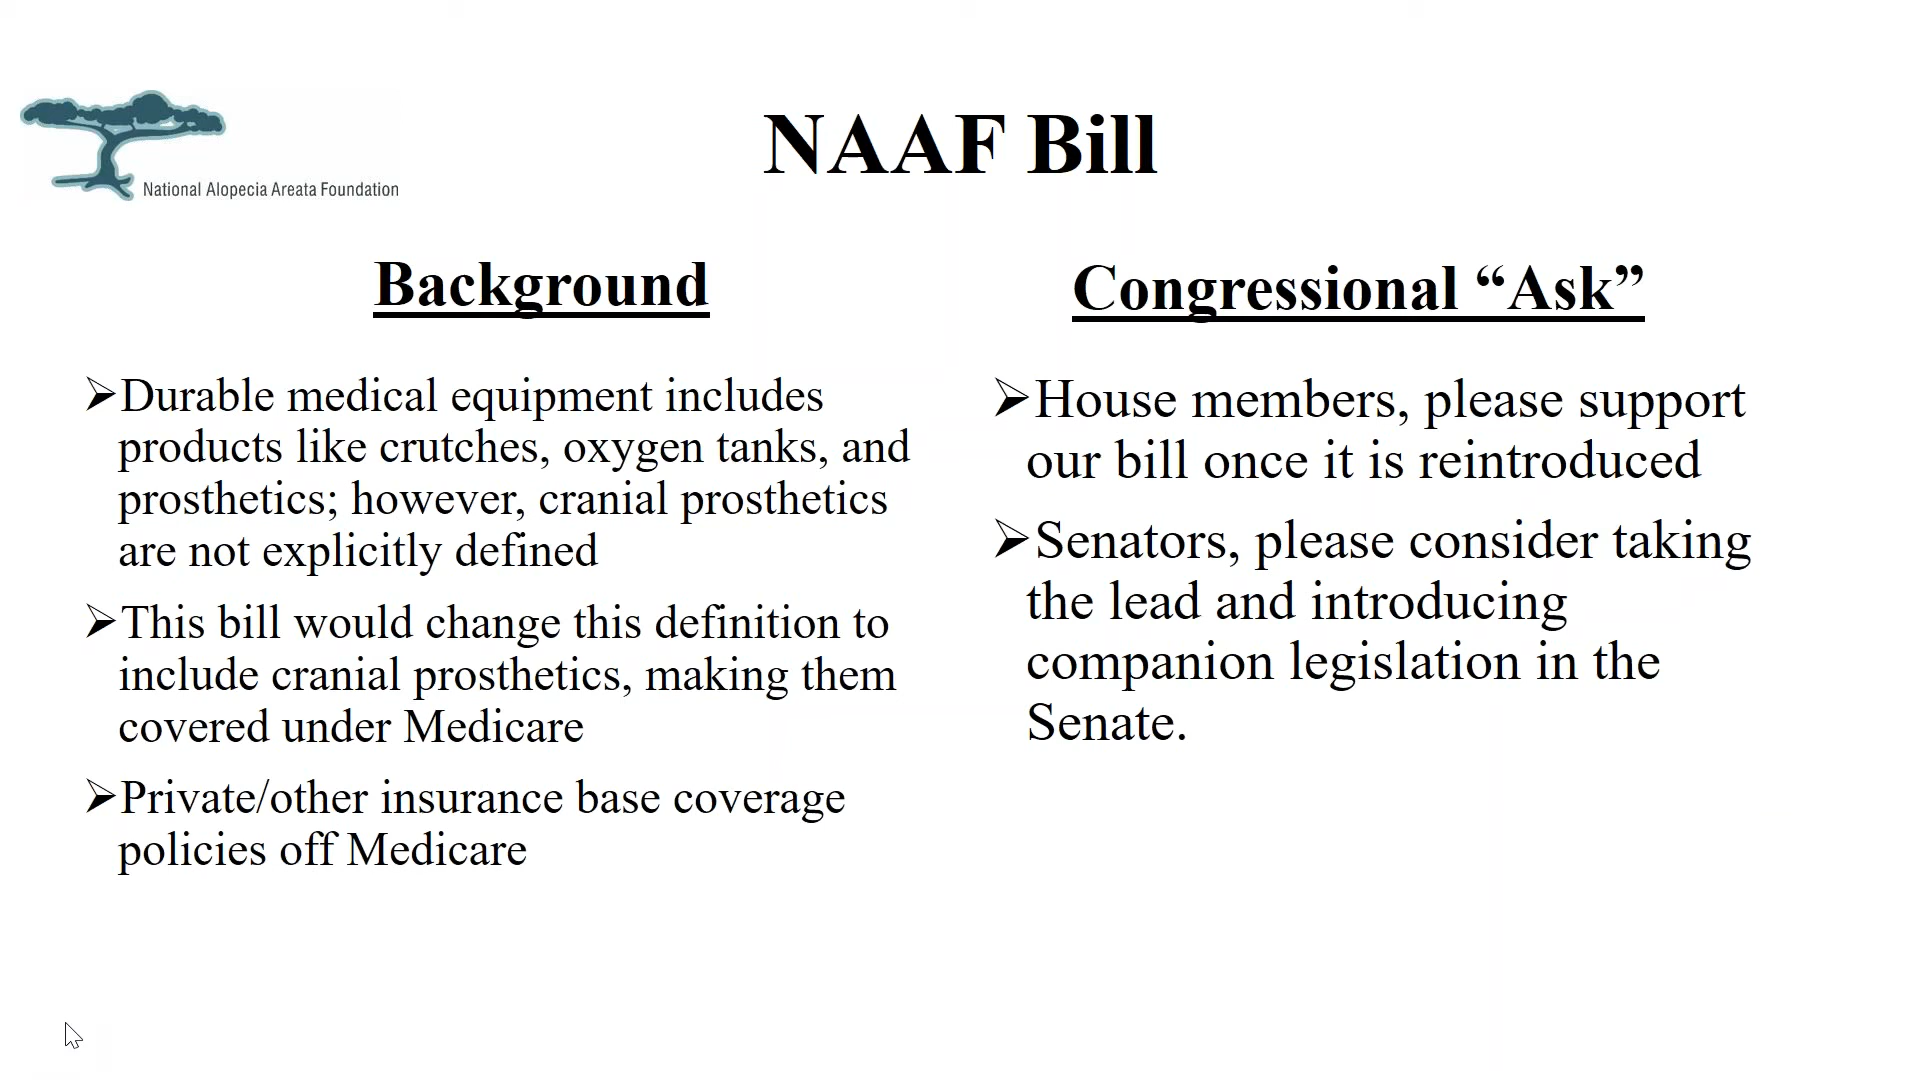 National Alopecia Areata Foundation
NAAF Bill
Background
➢Durable medical equipment includes
products like crutches, oxygen tanks, and
prosthetics; however, cranial prosthetics
are not explicitly defined
➢This bill would change this definition to
include cranial prosthetics, making them
covered under Medicare
➢Private/other insurance base coverage
policies off Medicare
Congressional “Ask”
➢House members, please support
our bill once it is reintroduced
➢Senators, please consider taking
the lead and introducing
companion legislation in the
Senate.